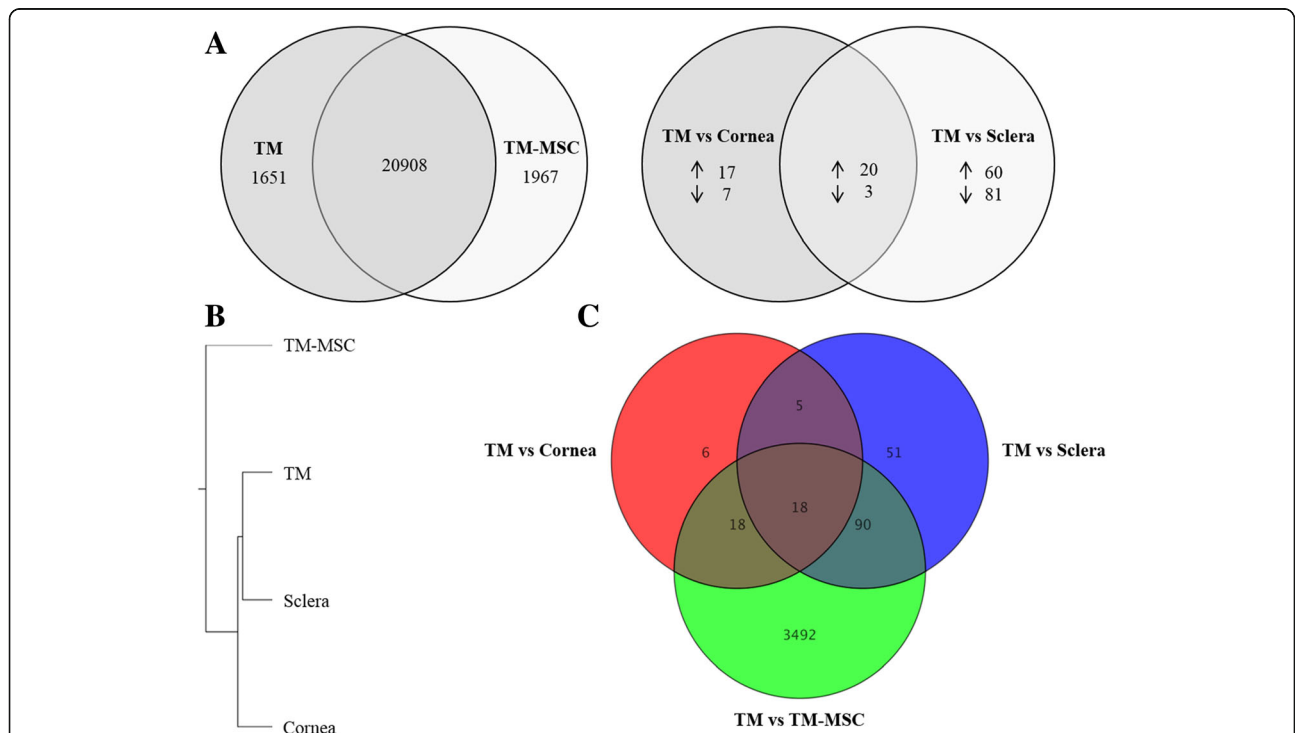 A
TM
1651
20908
TM-MSC
1967
TM vs Cornea
↑ 17
↓ 7
↑ 20
↓ 3
TM vs Sclera
↑ 60
↓ 81
B
TM-MSC
TM
Sclera
Cornea
C
TM vs Cornea
TM vs Sclera
5
6
51
18
18
90
3492
TM vs TM-MSC